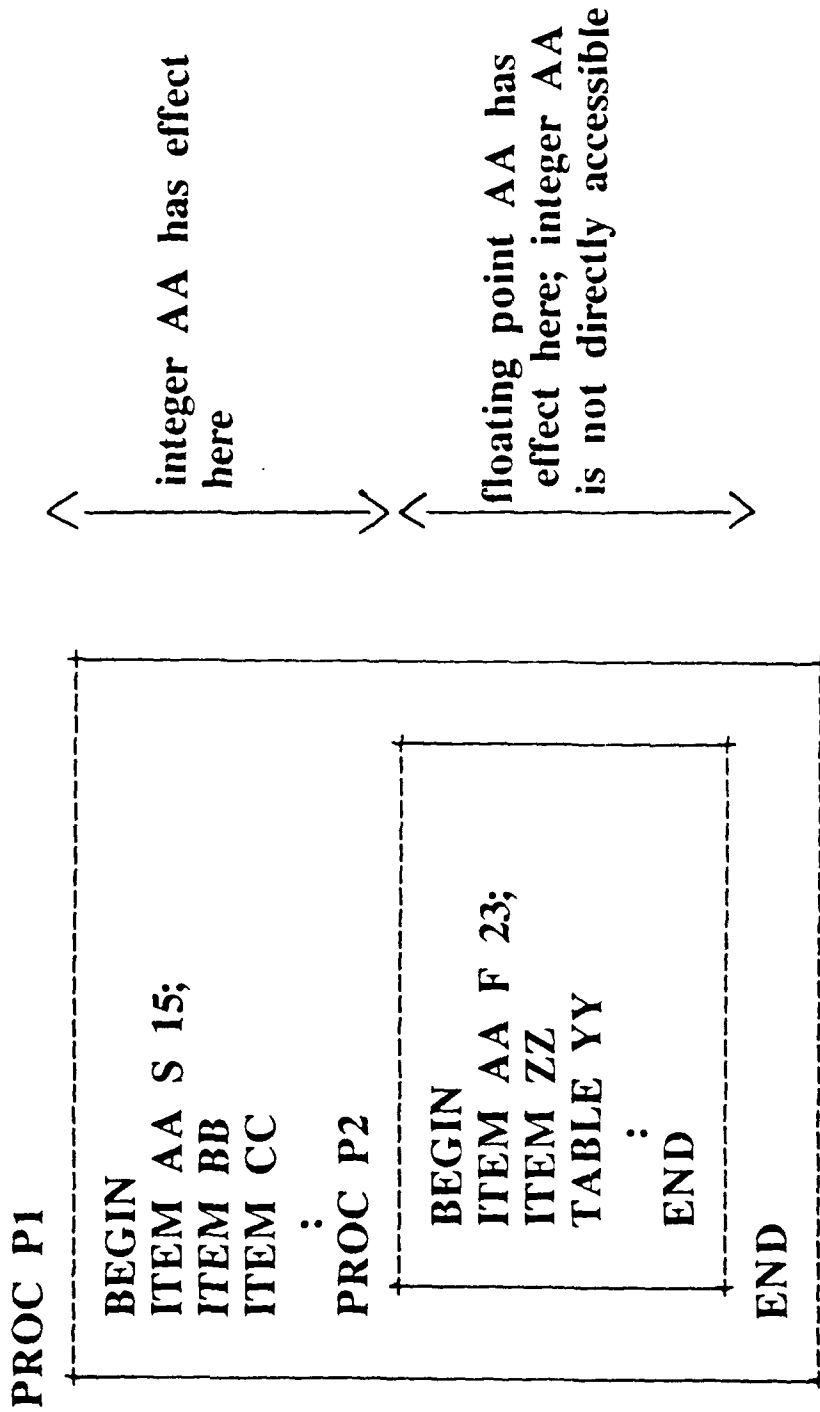 PROC P1
BEGIN
ITEM AA S 15;
ITEM BB
ITEM CC
:
PROC P2
BEGIN
ITEM AA F 23;
ITEM ZZ
TABLE YY
:
END
END
integer AA has effect
here
floating point AA has
effect here; integer AA
is not directly accessible